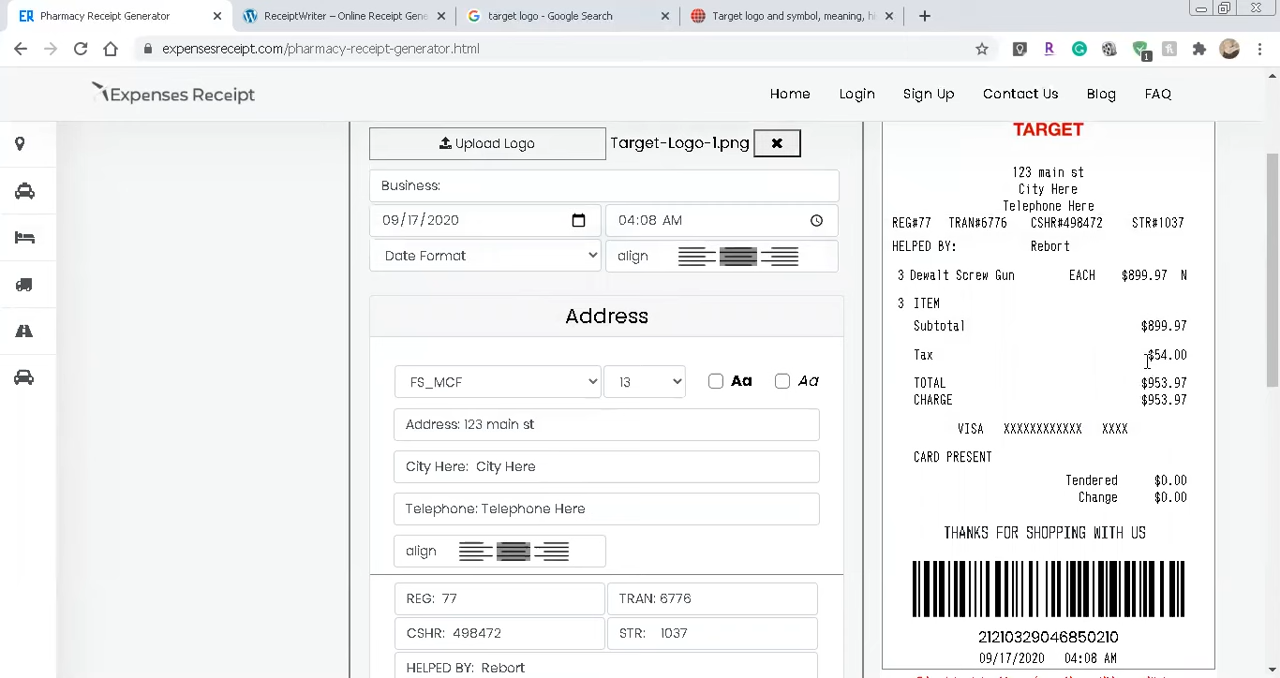 ER Pharmacy Receipt Generator
ReceiptWriter – Online Receipt Gene
target logo - Google Search
Target logo and symbol, meaning, hi
expensesreceipt.com/pharmacy-receipt-generator.html
1
Expenses Receipt
Home Login Sign Up Contact Us Blog FAQ
Upload Logo Target-Logo-1.png
Business:
09/17/2020 04:08 AM
Date Format align
Address
FS_MCF 13 Aa Aa
Address: 123 main st
City Here: City Here
Telephone: Telephone Here
align
REG: 77 TRAN: 6776
CSHR: 498472 STR: 1037
HELPED BY: Rebort
TARGET
123 main st
City Here
Telephone Here
REG#77 TRAN#6776 CSHR#498472 STR#1037
HELPED BY: Rebort
3 Dewalt Screw Gun EACH $899.97 N
3 ITEM
Subtotal $899.97
Tax $54.00
TOTAL $953.97
CHARGE $953.97
VISA XXXXXXXXXXXX XXXX
CARD PRESENT
Tendered $0.00
Change $0.00
THANKS FOR SHOPPING WITH US
21210329046850210
09/17/2020 04:08 AM